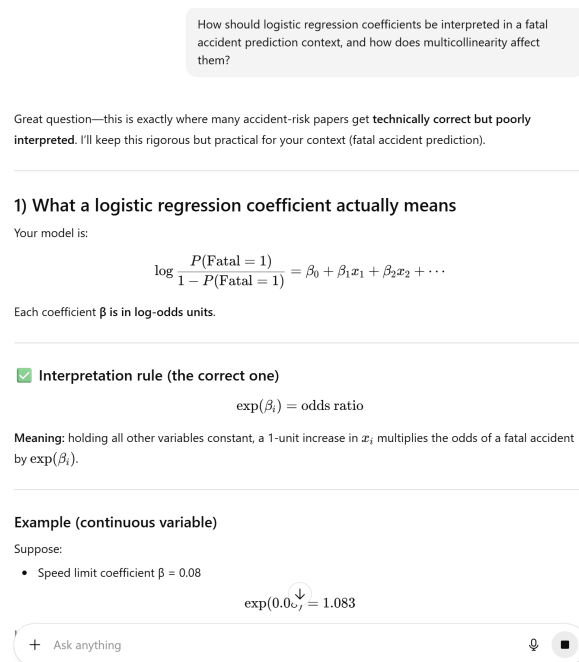 How should logistic regression coefficients be interpreted in a fatal
accident prediction context, and how does multicollinearity affect
them?
Great question—this is exactly where many accident-risk papers get technically correct but poorly
interpreted. I'll keep this rigorous but practical for your context (fatal accident prediction).
1) What a logistic regression coefficient actually means
Your model is:
log P(Fatal = 1) / 1 − P(Fatal = 1) = β₀ + β₁x₁ + β₂x₂ + ···
Each coefficient β is in log-odds units.
✅ Interpretation rule (the correct one)
exp(βᵢ) = odds ratio
Meaning: holding all other variables constant, a 1-unit increase in xᵢ multiplies the odds of a fatal accident
by exp(βᵢ).
Example (continuous variable)
Suppose:
• Speed limit coefficient β = 0.08
= 1.083
Ask anything